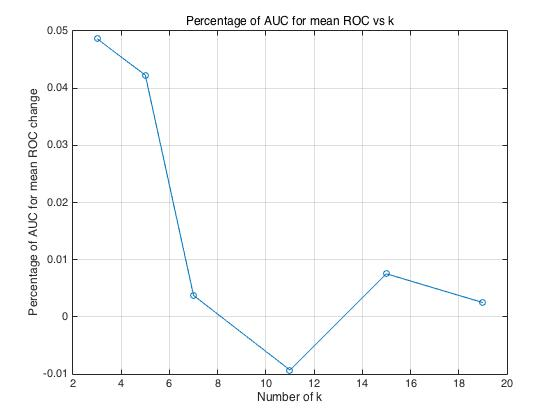 Percentage of AUC for mean ROC vs k
Percentage of AUC for mean ROC change
0.05
0.04
0.03
0.02
0.01
0
-0.01
2 4 6 8 10 12 14 16 18 20
Number of k